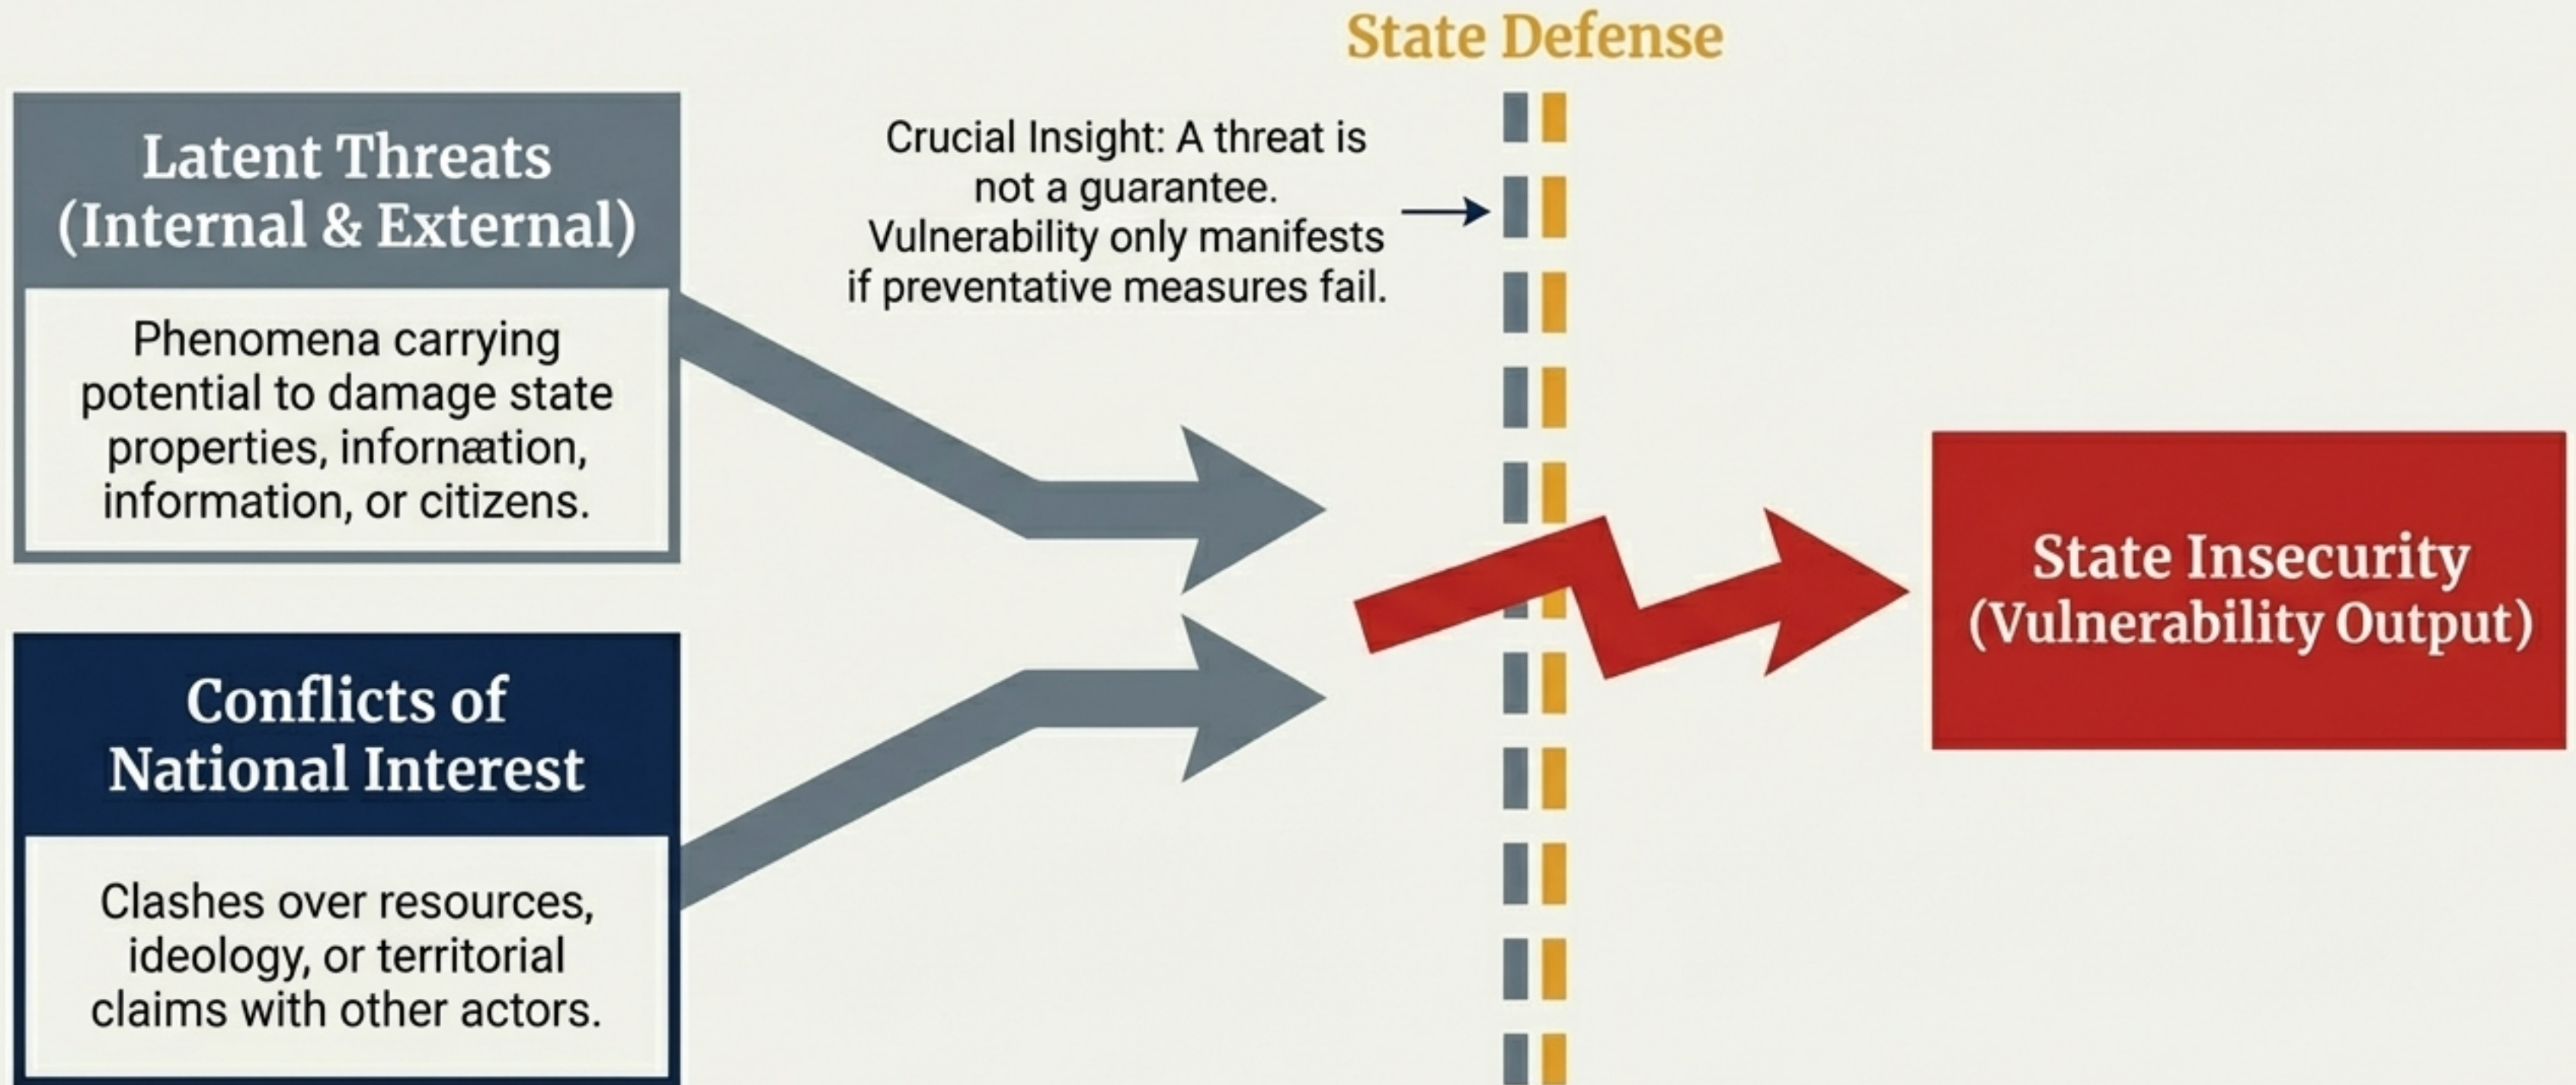 State Defense
Latent Threats
(Internal & External)
Phenomena carrying
potential to damage state
properties, infornæation,
information, or citizens.
Crucial Insight: A threat is
not a guarantee.
Vulnerability only manifests
if preventative measures fail.
Conflicts of
National Interest
Clashes over resources,
ideology, or territorial
claims with other actors.
State Insecurity
(Vulnerability Output)